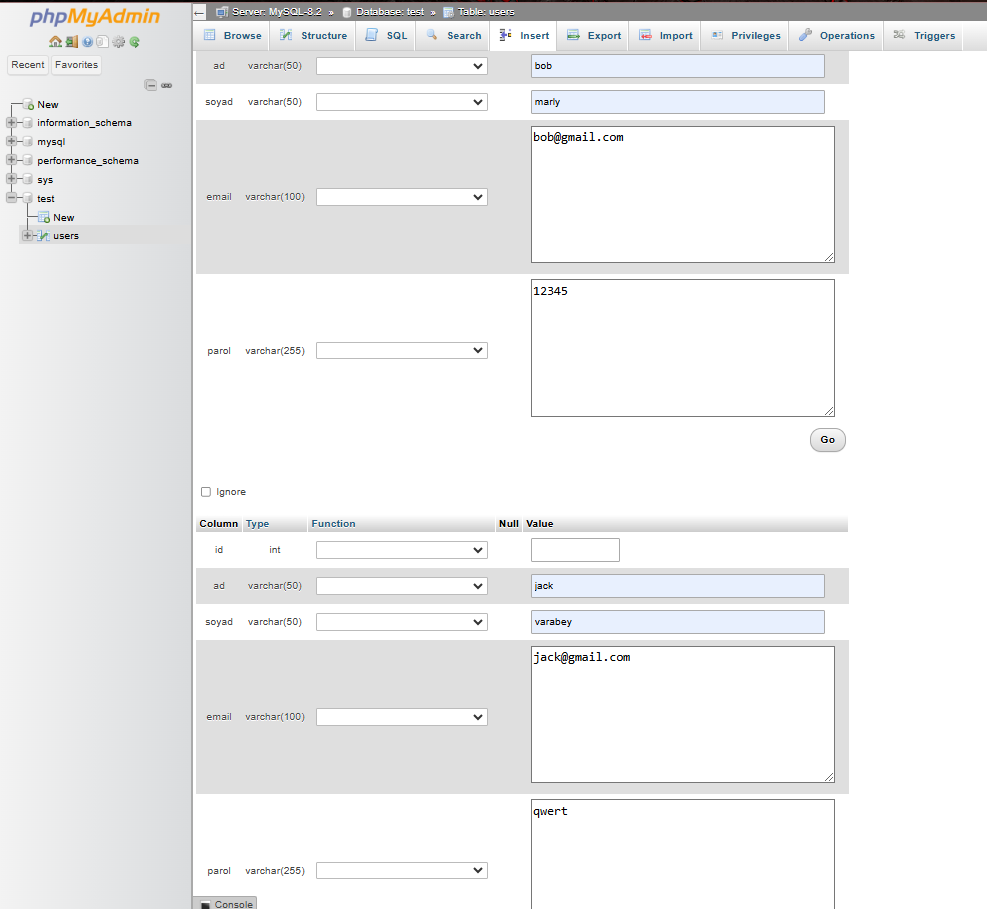 phpMyAdmin
Recent Favorites
New
information_schema
mysql
performance_schema
sys
test
New
users
Server: MySQL-8.2 » Database: test » Table: users
Browse Structure SQL Search Insert Export Import Privileges Operations Triggers
ad varchar(50) bob
soyad varchar(50) marly
email varchar(100) bob@gmail.com
parol varchar(255) 12345
Go
Ignore
Column Type Function Null Value
id int
ad varchar(50) jack
soyad varchar(50) varabey
email varchar(100) jack@gmail.com
parol varchar(255) qwert
Console